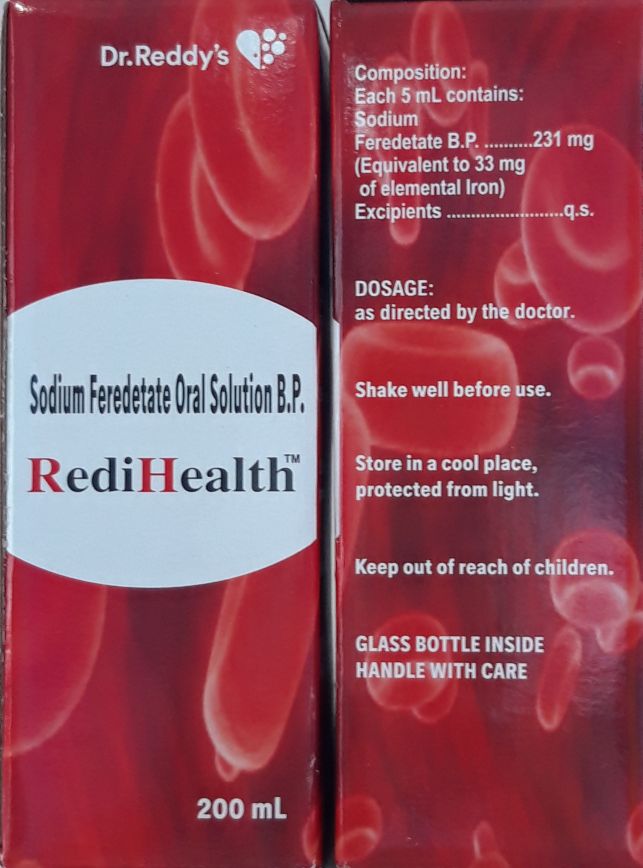 Dr.Reddy's
Sodium Feredetate Oral Solution B.P.
RediHealth™
200 mL
Composition:
Each 5 mL contains:
Sodium
Feredetate B.P. ..........231 mg
(Equivalent to 33 mg
of elemental Iron)
Excipients ........................q.s.
DOSAGE:
as directed by the doctor.
Shake well before use.
Store in a cool place,
protected from light.
Keep out of reach of children.
GLASS BOTTLE INSIDE
HANDLE WITH CARE